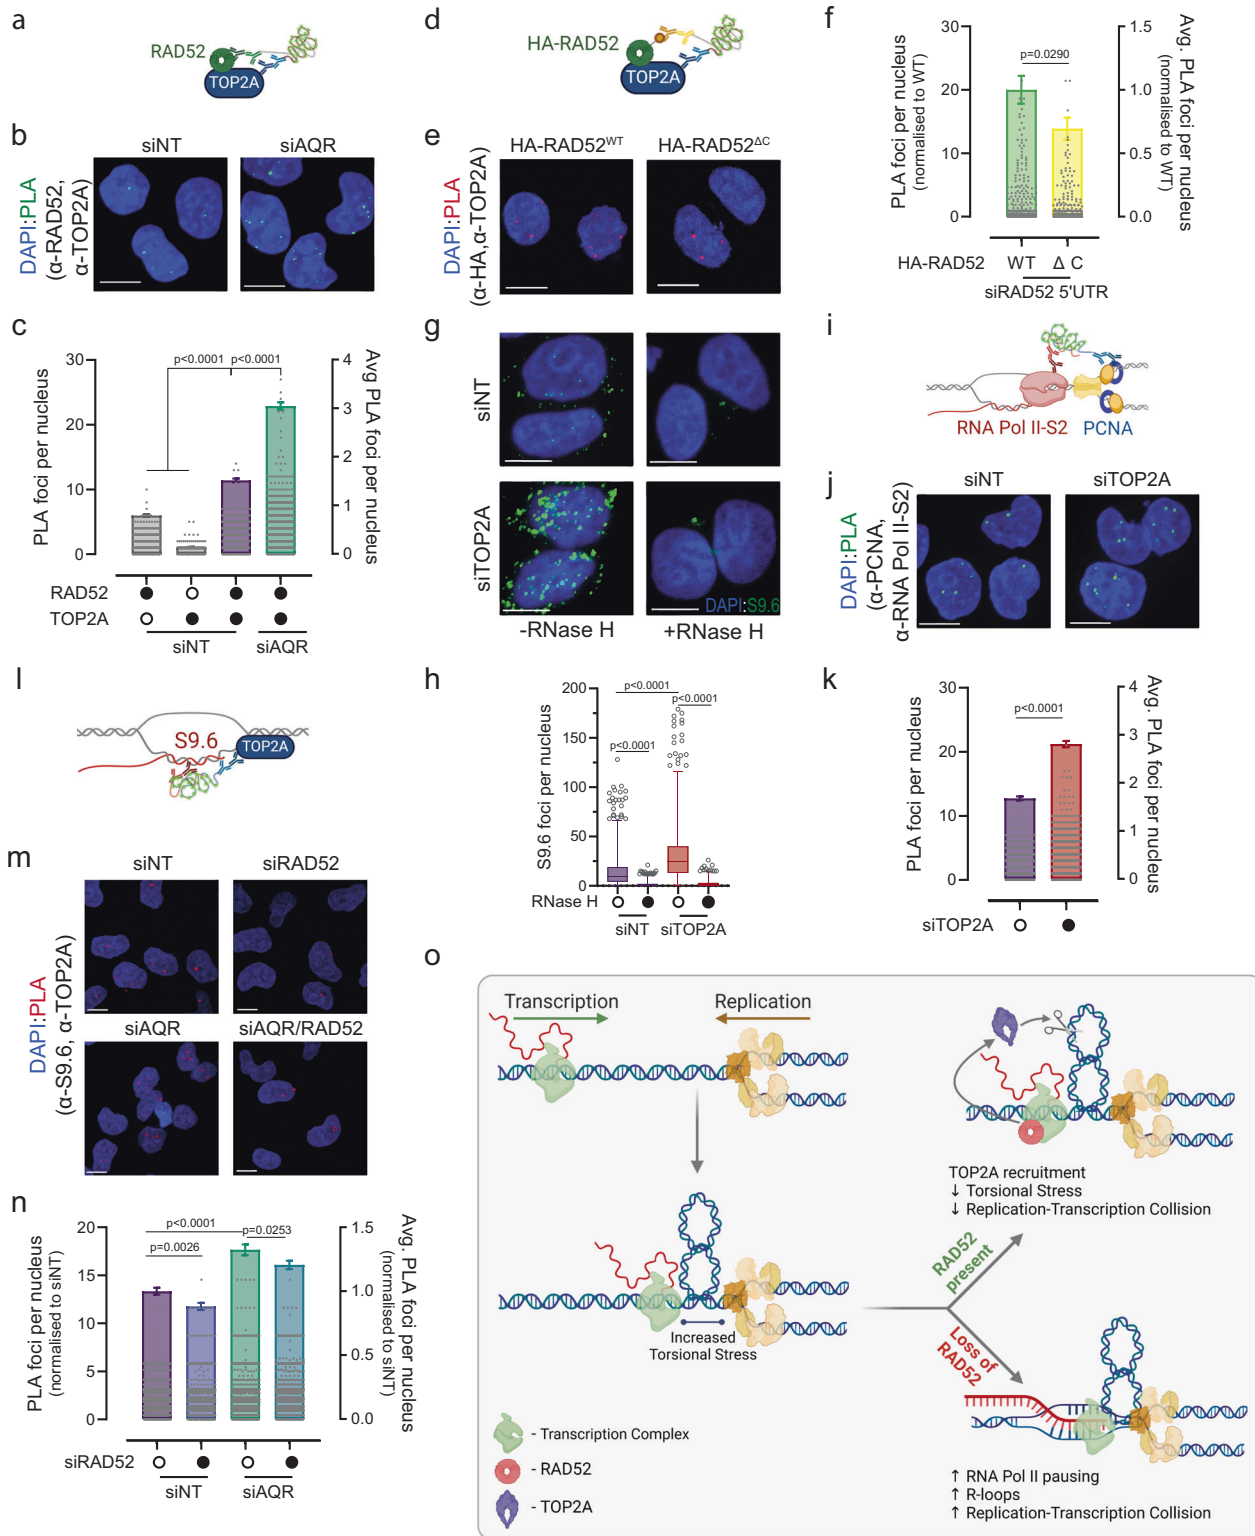 a
RAD52
TOP2A
b
siNT
siAQR
DAPI:PLA
(α-RAD52,
α-TOP2A)
c
PLA foci per nucleus
30
20
10
0
p<0.0001
p<0.0001
4
3
2
1
0
Avg PLA foci per nucleus
RAD52
TOP2A
siNT
siAQR
d
HA-RAD52
TOP2A
e
HA-RAD52WT
HA-RAD52ΔC
DAPI:PLA
(α-HA,α-TOP2A)
f
PLA foci per nucleus
(normalised to WT)
30
20
10
0
p=0.0290
1.5
1.0
0.5
0.0
Avg. PLA foci per nucleus
(normalised to WT)
HA-RAD52
WT
Δ C
siRAD52 5'UTR
g
siNT
siTOP2A
DAPI:S9.6
-RNase H
+RNase H
h
S9.6 foci per nucleus
200
150
100
50
0
p<0.0001
p<0.0001
p<0.0001
RNase H
siNT
siTOP2A
i
RNA Pol II-S2
PCNA
j
siNT
siTOP2A
DAPI:PLA
(α-PCNA,
α-RNA Pol II-S2)
k
PLA foci per nucleus
30
20
10
0
p<0.0001
4
3
2
1
0
Avg. PLA foci per nucleus
siTOP2A
l
S9.6
TOP2A
m
siNT
siRAD52
siAQR
siAQR/RAD52
DAPI:PLA
(α-S9.6, α-TOP2A)
n
PLA foci per nucleus
(normalised to siNT)
20
15
10
5
0
p<0.0001
p=0.0026
p=0.0253
1.5
1.0
0.5
0.0
Avg. PLA foci per nucleus
(normalised to siNT)
siRAD52
siNT
siAQR
o
Transcription
Replication
Increased
Torsional Stress
RAD52
present
Loss of
RAD52
TOP2A recruitment
↓ Torsional Stress
↓ Replication-Transcription Collision
↑ RNA Pol II pausing
↑ R-loops
↑ Replication-Transcription Collision
- Transcription Complex
- RAD52
- TOP2A